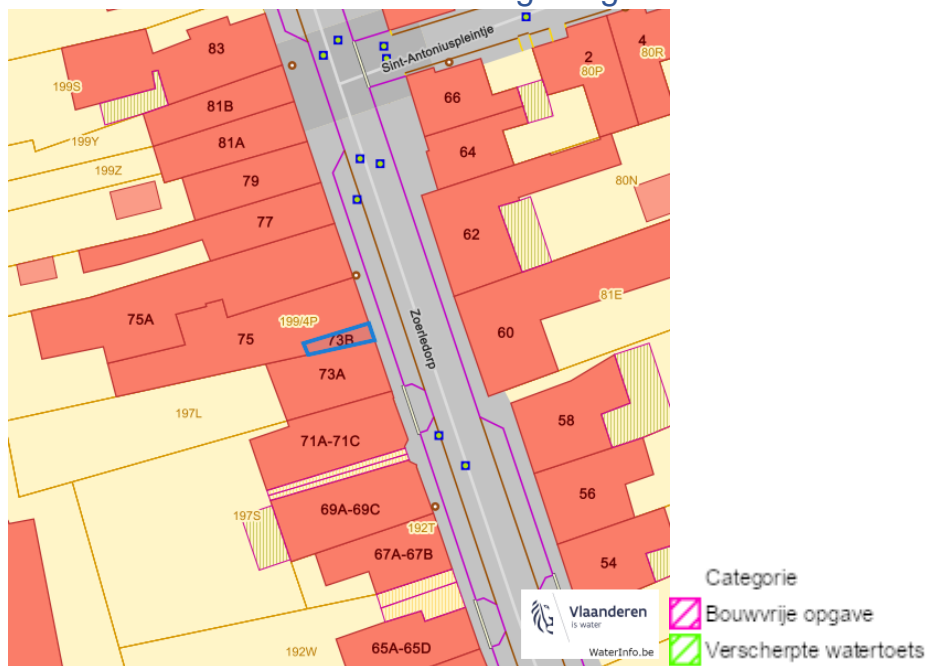 83
Sint-Antoniuspleintje
2
4
80P
80R
199S
66
81B
81A
64
199Y
199Z
79
80N
77
62
75A
199/4P
81E
75
73B
60
Zoerledorp
73A
197L
58
71A-71C
56
69A-69C
197S
192T
67A-67B
54
Vlaanderen
is water
WaterInfo.be
192W
65A-65D
Categorie
Bouwvrije opgave
Verscherpte watertoets